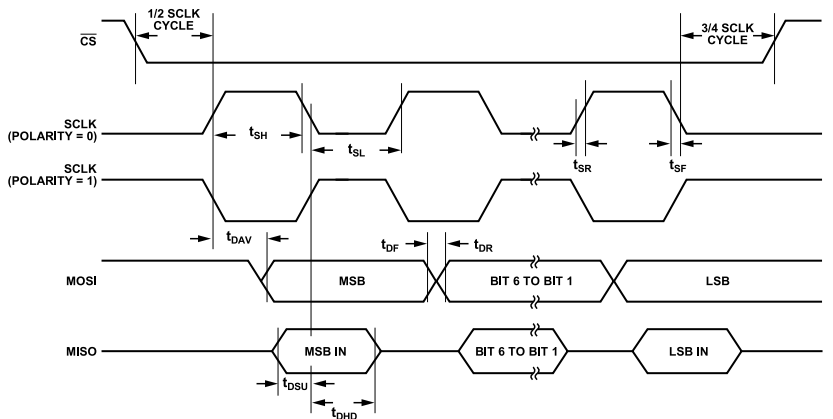 1/2 SCLK
CYCLE
3/4 SCLK
CYCLE
CS
SCLK
(POLARITY = 0)
tSH
tSL
tSR
tSF
SCLK
(POLARITY = 1)
tDAV
tDF
tDR
MOSI
MSB
BIT 6 TO BIT 1
LSB
MISO
MSB IN
BIT 6 TO BIT 1
LSB IN
tDSU
tDHD